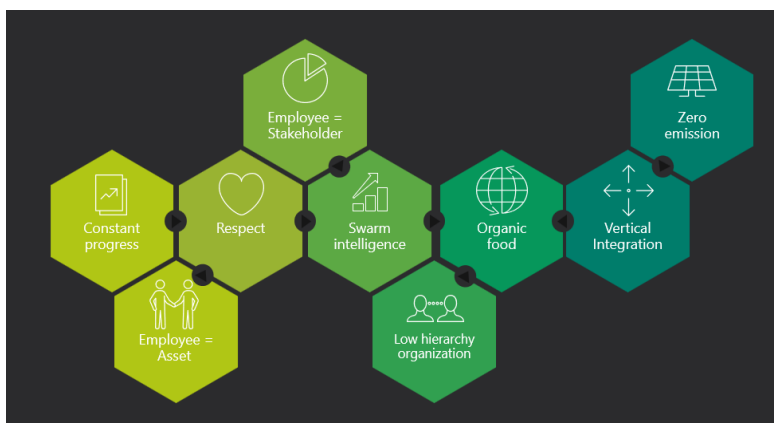 Employee =
Stakeholder
Zero
emission
Constant
progress
Respect
Swarm
intelligence
Organic
food
Vertical
Integration
Employee =
Asset
Low hierarchy
organization